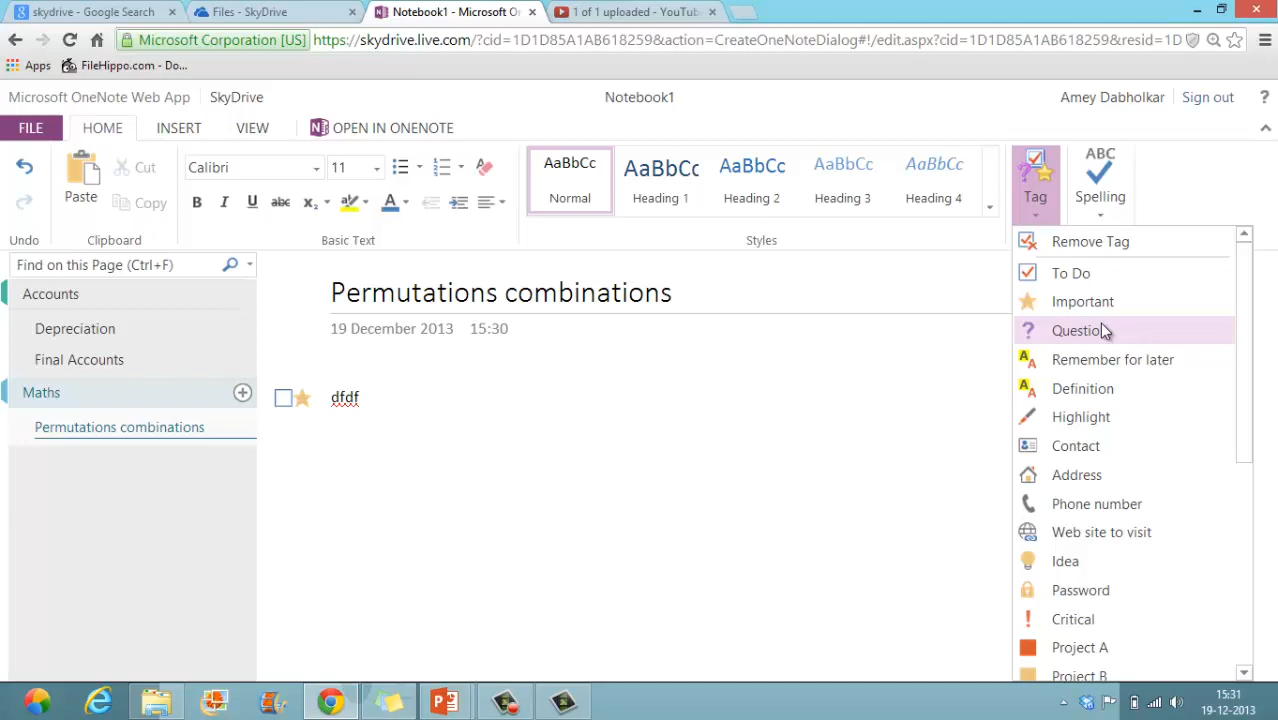 skydrive - Google Search
Files - SkyDrive
Notebook1 - Microsoft O
1 of 1 uploaded - YouTub
Microsoft Corporation [US]
https://skydrive.live.com/?cid=1D1D85A1AB618259&action=CreateOneNoteDialog#!/edit.aspx?cid=1D1D85A1AB618259&resid=1D
Apps
FileHippo.com - Do...
Microsoft OneNote Web App
SkyDrive
Notebook1
Amey Dabholkar
Sign out
?
FILE
HOME
INSERT
VIEW
OPEN IN ONENOTE
Paste
Cut
Copy
Undo
Clipboard
Calibri
11
B I U abc x₂ A
Basic Text
AaBbCc
AaBbCc
AaBbCc
AaBbCc
AaBbCc
Normal
Heading 1
Heading 2
Heading 3
Heading 4
Styles
Tag
ABC
Spelling
Find on this Page (Ctrl+F)
Accounts
Depreciation
Final Accounts
Maths
Permutations combinations
Permutations combinations
19 December 2013 15:30
dfdf
Remove Tag
To Do
Important
Question
Remember for later
Definition
Highlight
Contact
Address
Phone number
Web site to visit
Idea
Password
Critical
Project A
Project B
15:31
19-12-2013